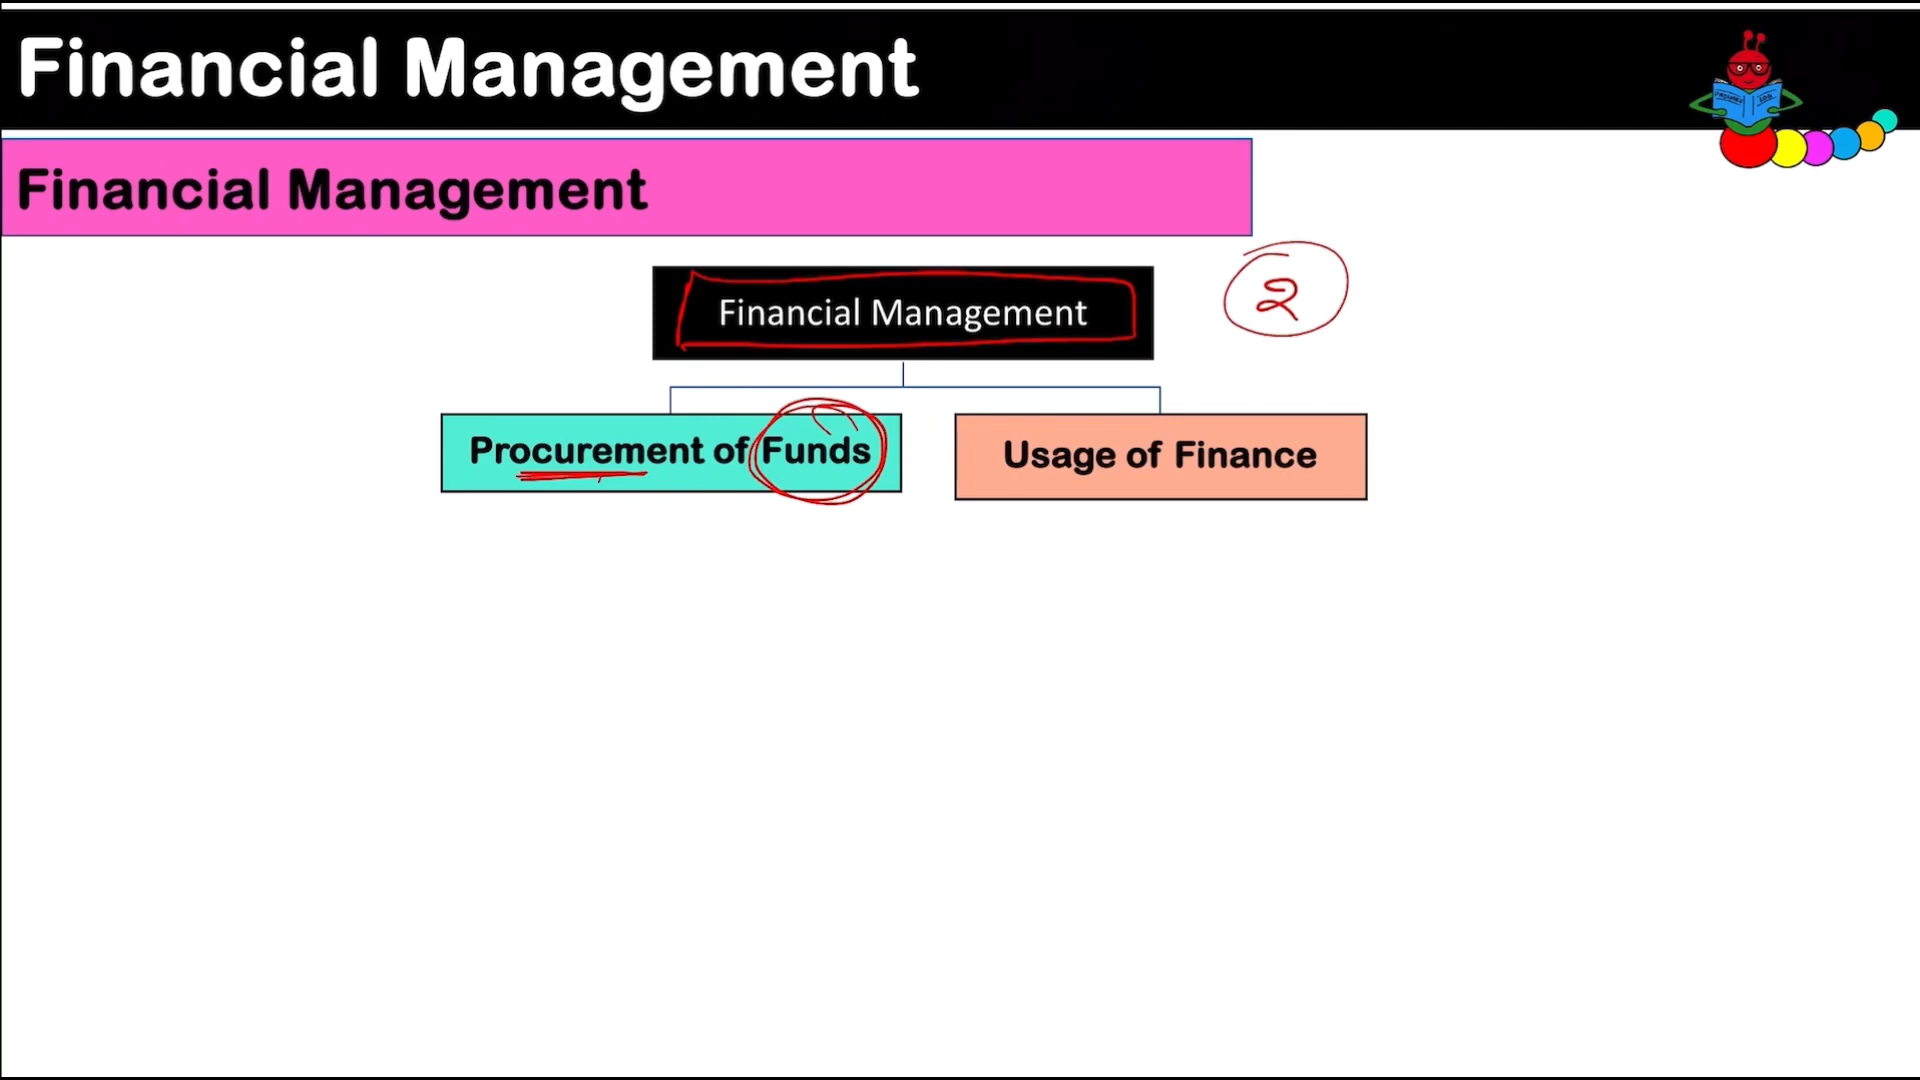 Financial Management
Financial Management
Financial Management
2
Procurement of Funds
Usage of Finance